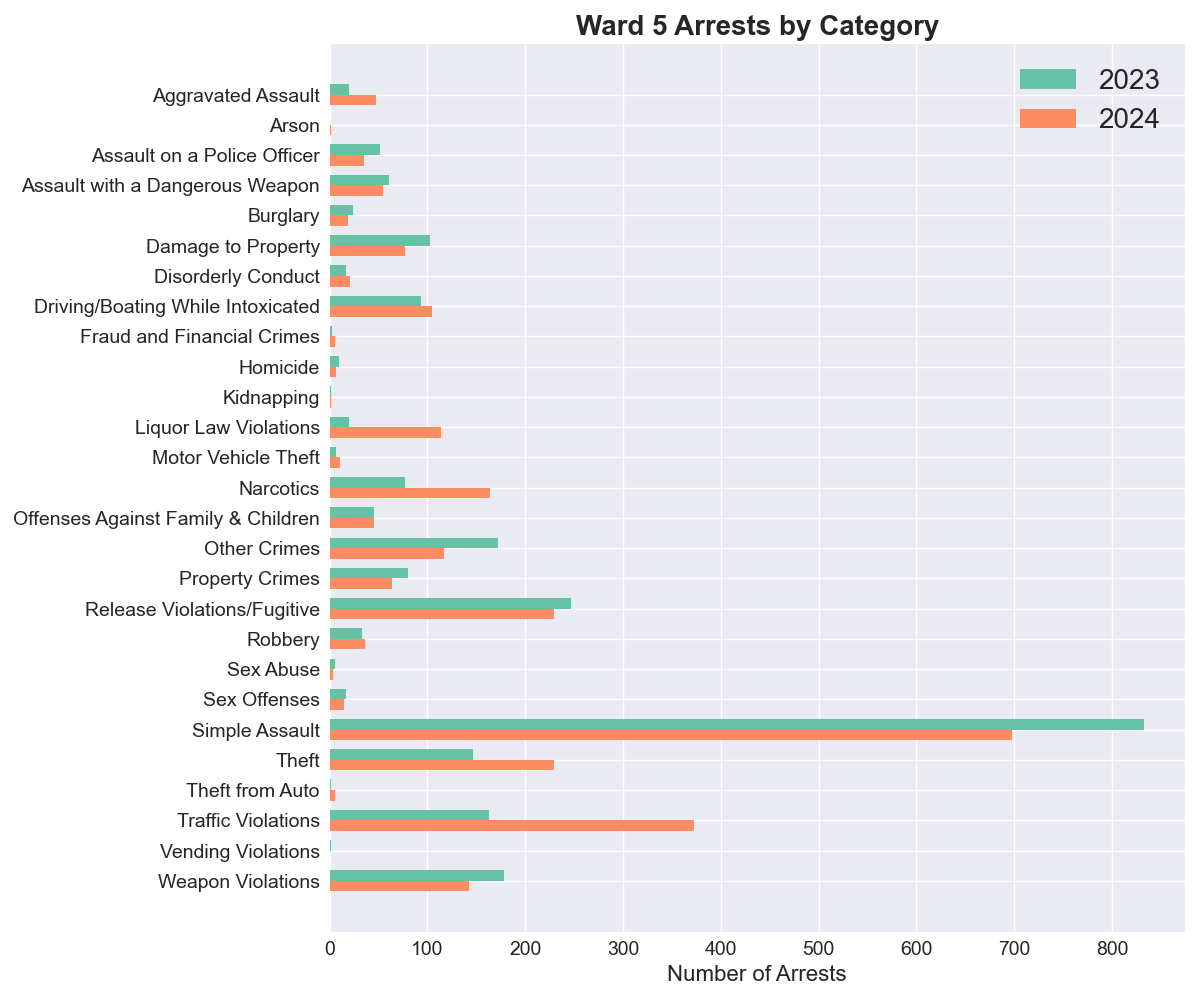 Ward 5 Arrests by Category
2023
2024
Aggravated Assault
Arson
Assault on a Police Officer
Assault with a Dangerous Weapon
Burglary
Damage to Property
Disorderly Conduct
Driving/Boating While Intoxicated
Fraud and Financial Crimes
Homicide
Kidnapping
Liquor Law Violations
Motor Vehicle Theft
Narcotics
Offenses Against Family & Children
Other Crimes
Property Crimes
Release Violations/Fugitive
Robbery
Sex Abuse
Sex Offenses
Simple Assault
Theft
Theft from Auto
Traffic Violations
Vending Violations
Weapon Violations
0 100 200 300 400 500 600 700 800
Number of Arrests